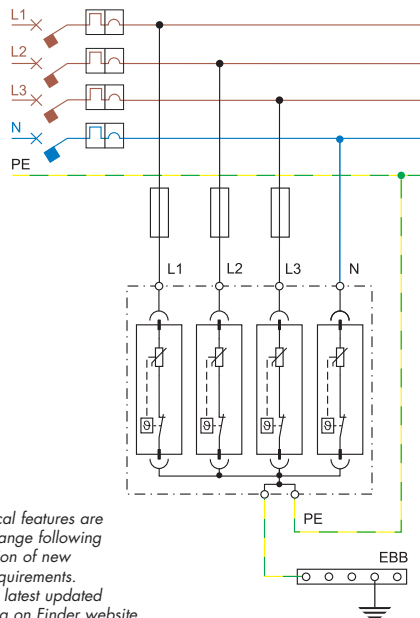 L1
L2
L3
N
PE
L1 L2 L3 N
ϑ ϑ ϑ ϑ
PE
EBB
cal features are
ange following
ion of new
quirements.
latest updated
on Finder website